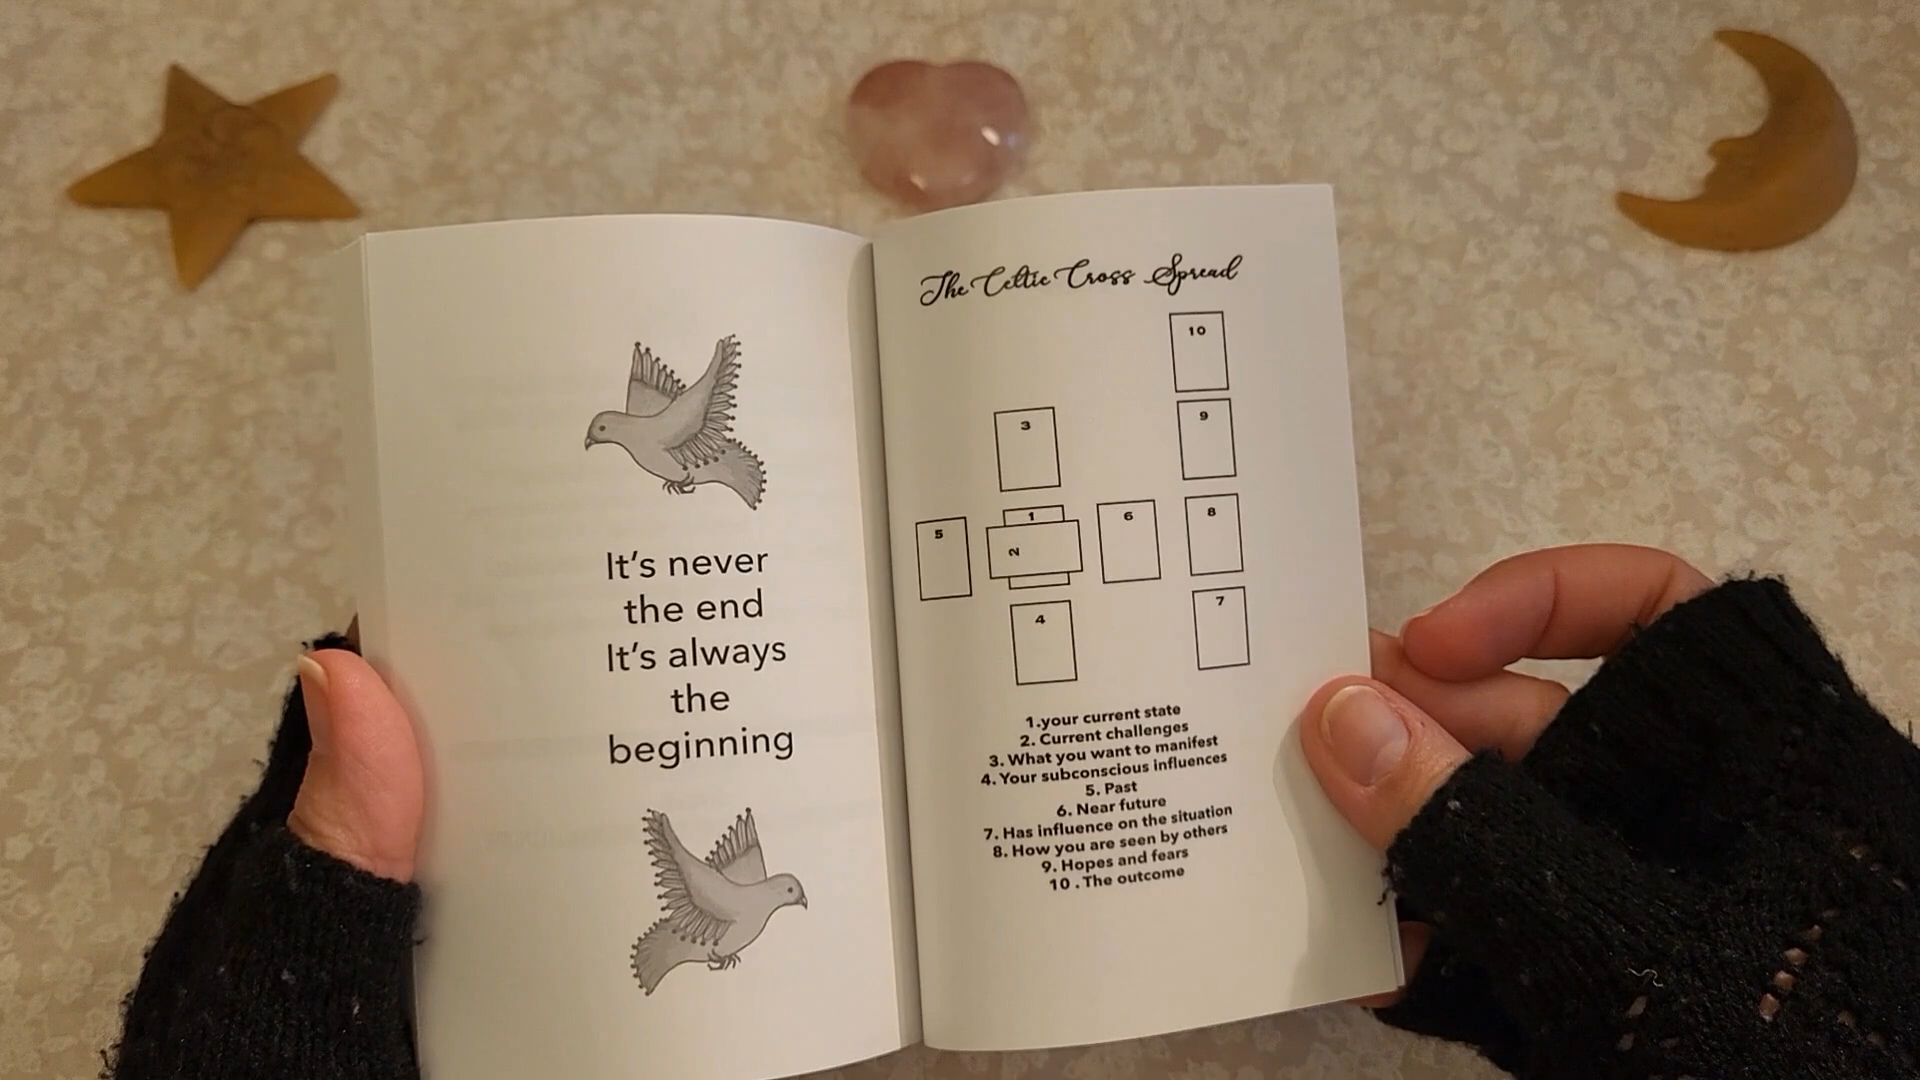 It's never
the end
It's always
the
beginning
The Celtic Cross Spread
10
3
9
5
1
2
6
8
4
7
1.your current state
2. Current challenges
3. What you want to manifest
4. Your subconscious influences
5. Past
6. Near future
7. Has influence on the situation
8. How you are seen by others
9. Hopes and fears
10 . The outcome